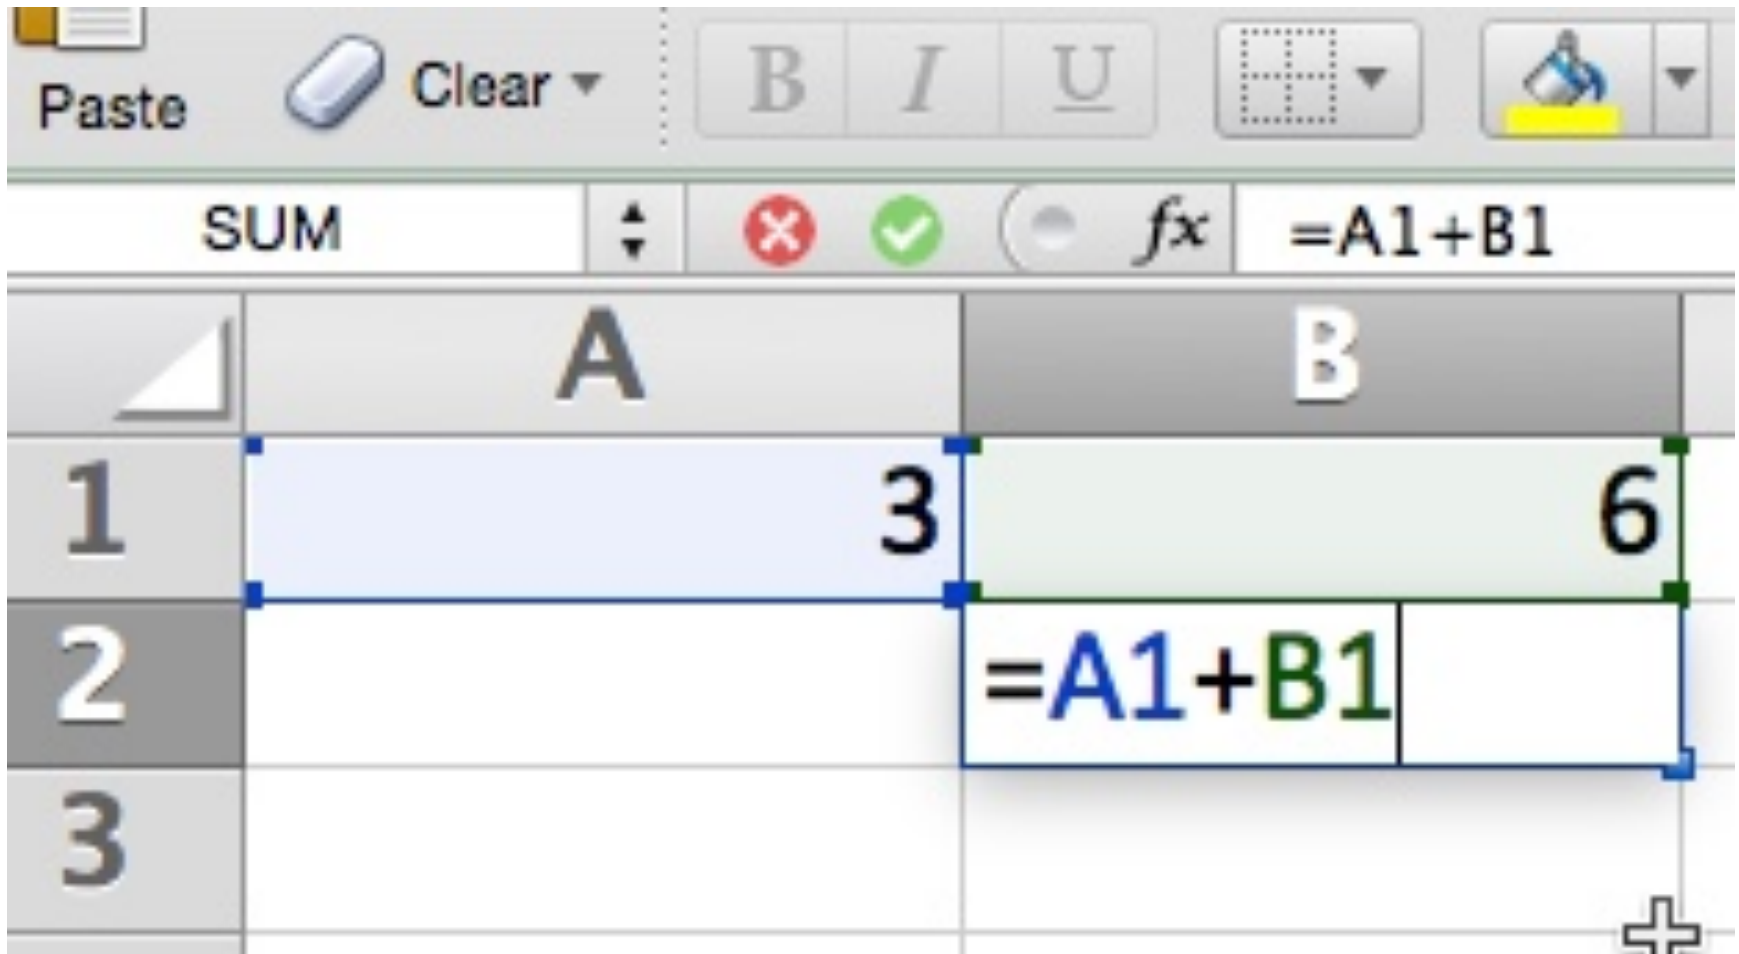 Paste Clear B I U
SUM fx =A1+B1
A B
1 3 6
2 =A1+B1
3